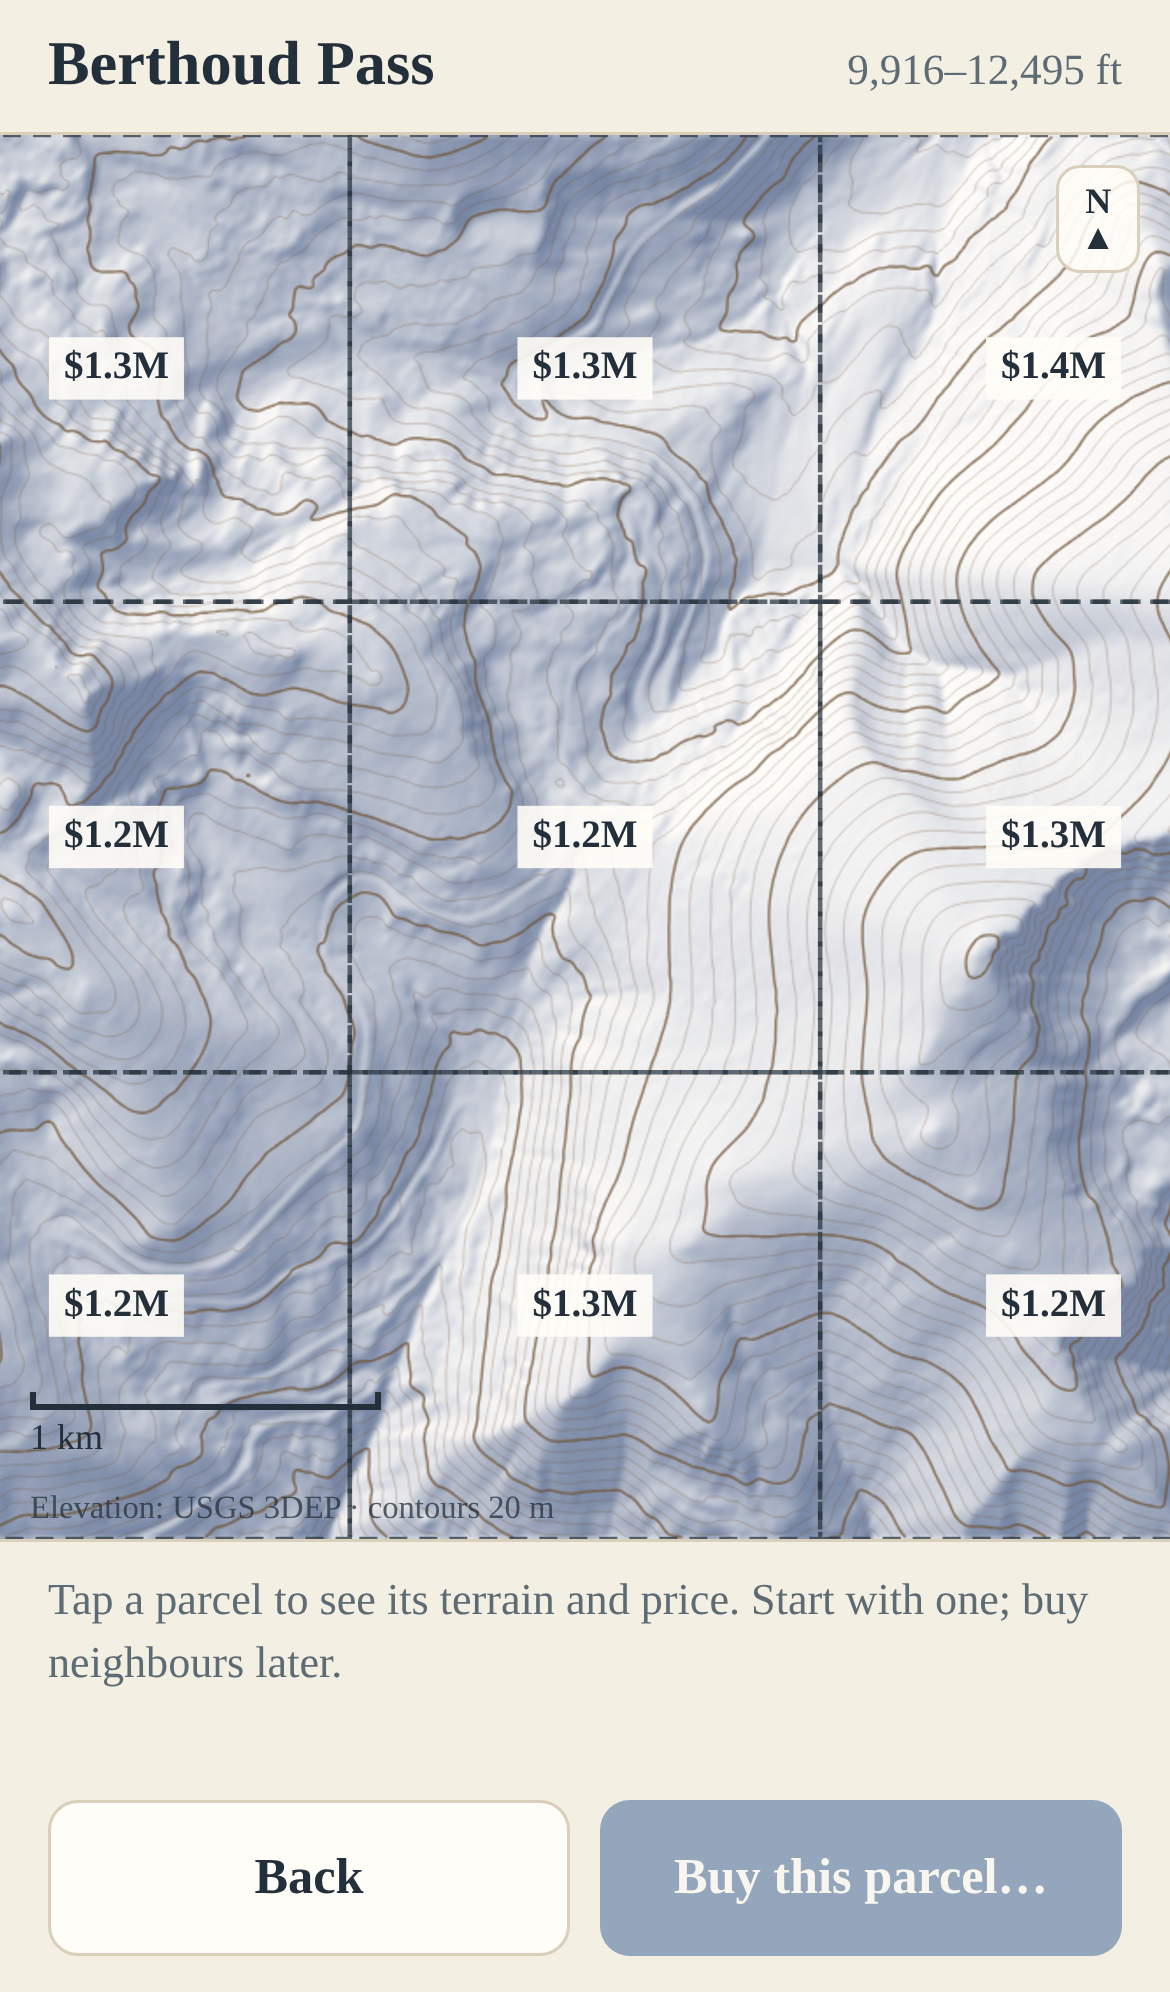 Berthoud Pass
9,916–12,495 ft
N
$1.3M
$1.3M
$1.4M
$1.2M
$1.2M
$1.3M
$1.2M
$1.3M
$1.2M
1 km
Elevation: USGS 3DEP · contours 20 m
Tap a parcel to see its terrain and price. Start with one; buy
neighbours later.
Back
Buy this parcel…